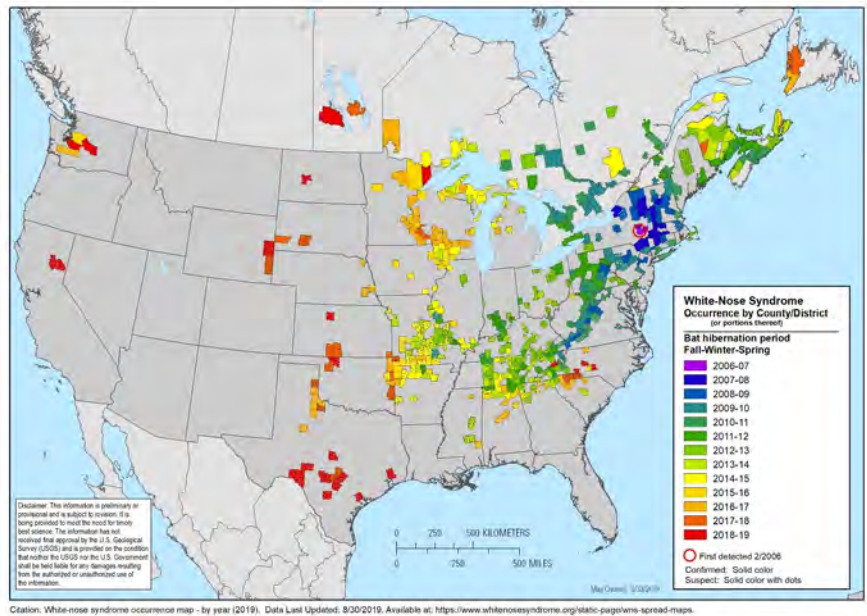 White-Nose Syndrome
Occurrence by County/District
(or portions thereof)
Bat hibernation period
Fall-Winter-Spring
2006-07
2007-08
2008-09
2009-10
2010-11
2011-12
2012-13
2013-14
2014-15
2015-16
2016-17
2017-18
2018-19
First detected 2/2006
Confirmed: Solid color
Suspect: Solid color with dots
Disclaimer: This information is preliminary or
provisional and is subject to revision. It is
being provided to meet the need for timely
best science. The information has not
received final approval by the U.S. Geological
Survey (USGS) and is provided on the condition
that neither the USGS nor the U.S. Government
shall be held liable for any damages resulting
from the authorized or unauthorized use of
the information.
0 250 500 KILOMETERS
0 250 500 MILES
Citation: White-nose syndrome occurrence map - by year (2019). Data Last Updated: 8/30/2019. Available at: https://www.whitenosesyndrome.org/static-page/wns-spread-maps.